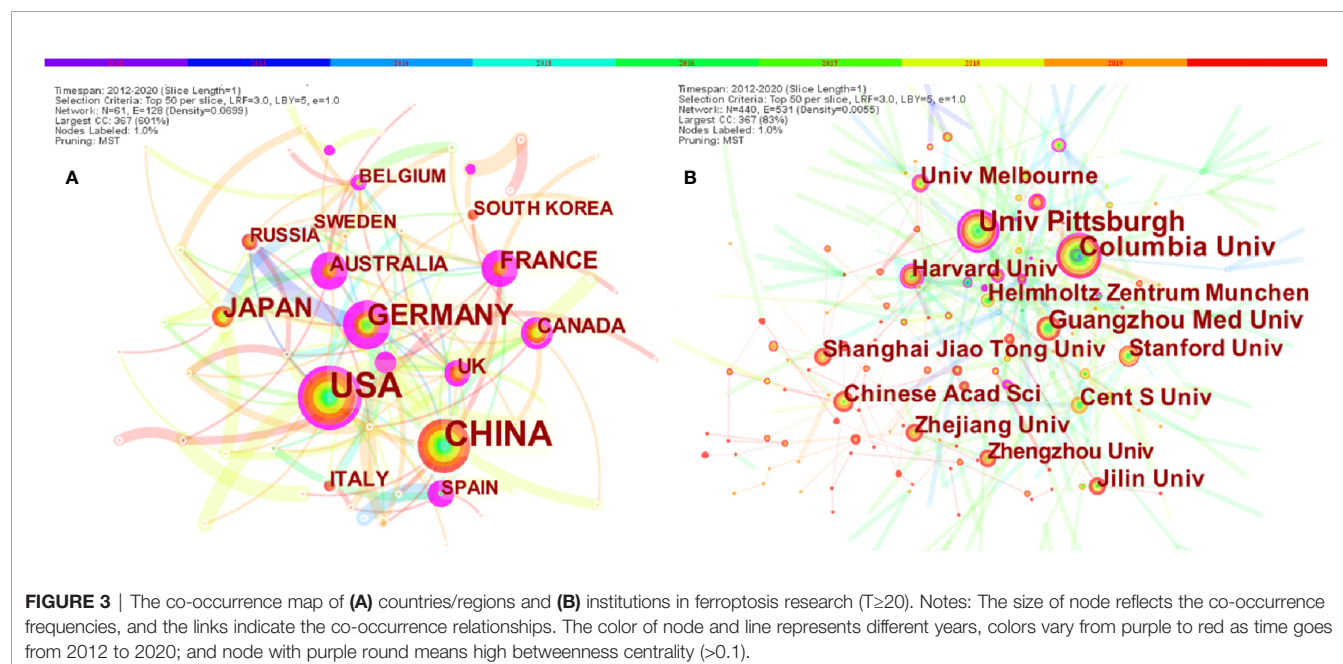 2015 2016 2017 2018 2019
Timespan: 2012-2020 (Slice Length=1)
Selection Criteria: Top 50 per slice, LRF=3.0, LBY=5, e=1.0
Network: N=61, E=128 (Density=0.0699)
Largest CC: 367 (601%)
Nodes Labeled: 1.0%
Pruning: MST
A
BELGIUM
SOUTH KOREA
SWEDEN
RUSSIA
AUSTRALIA
FRANCE
JAPAN
GERMANY
CANADA
UK
USA
CHINA
ITALY
SPAIN
Timespan: 2012-2020 (Slice Length=1)
Selection Criteria: Top 50 per slice, LRF=3.0, LBY=5, e=1.0
Network: N=440, E=531 (Density=0.0055)
Largest CC: 367 (83%)
Nodes Labeled: 1.0%
Pruning: MST
B
Univ Melbourne
Univ Pittsburgh
Columbia Univ
Harvard Univ
Helmholtz Zentrum Munchen
Guangzhou Med Univ
Shanghai Jiao Tong Univ
Stanford Univ
Chinese Acad Sci
Cent S Univ
Zhejiang Univ
Zhengzhou Univ
Jilin Univ
FIGURE 3 | The co-occurrence map of (A) countries/regions and (B) institutions in ferroptosis research (T≥20). Notes: The size of node reflects the co-occurrence
frequencies, and the links indicate the co-occurrence relationships. The color of node and line represents different years, colors vary from purple to red as time goes
from 2012 to 2020; and node with purple round means high betweenness centrality (>0.1).